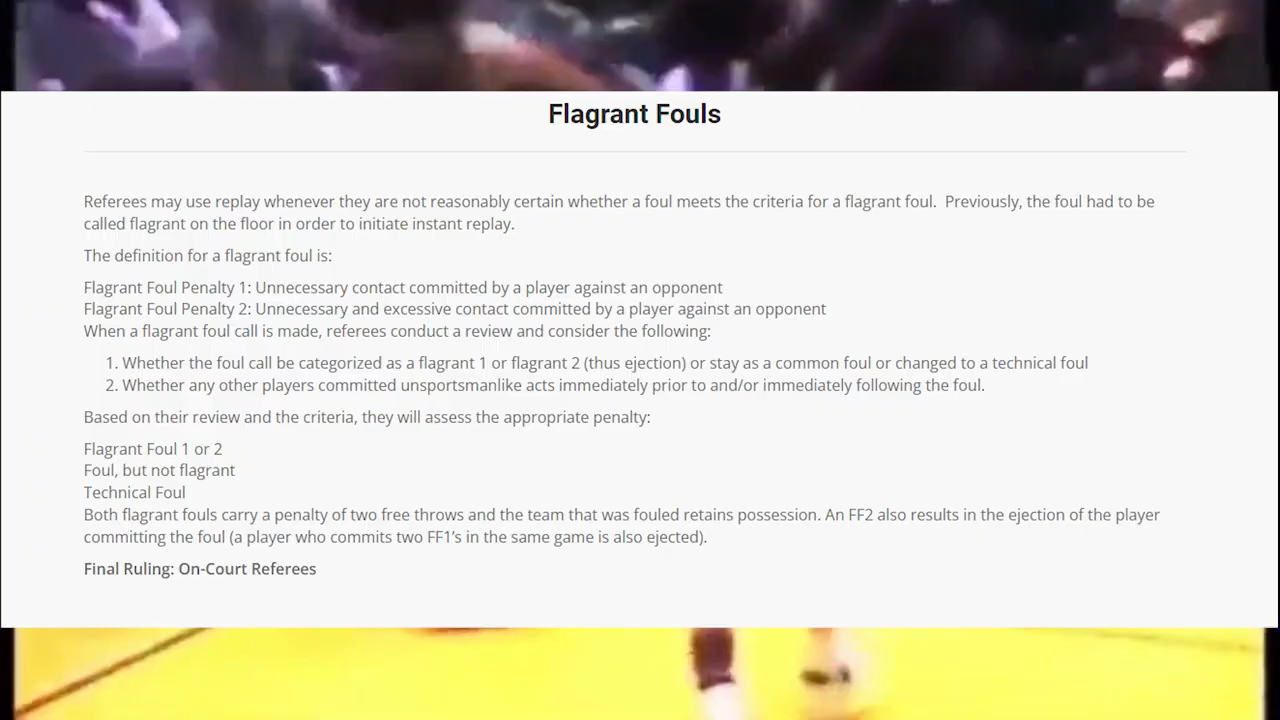 Flagrant Fouls
Referees may use replay whenever they are not reasonably certain whether a foul meets the criteria for a flagrant foul.  Previously, the foul had to be
called flagrant on the floor in order to initiate instant replay.
The definition for a flagrant foul is:
Flagrant Foul Penalty 1: Unnecessary contact committed by a player against an opponent
Flagrant Foul Penalty 2: Unnecessary and excessive contact committed by a player against an opponent
When a flagrant foul call is made, referees conduct a review and consider the following:
1. Whether the foul call be categorized as a flagrant 1 or flagrant 2 (thus ejection) or stay as a common foul or changed to a technical foul
2. Whether any other players committed unsportsmanlike acts immediately prior to and/or immediately following the foul.
Based on their review and the criteria, they will assess the appropriate penalty:
Flagrant Foul 1 or 2
Foul, but not flagrant
Technical Foul
Both flagrant fouls carry a penalty of two free throws and the team that was fouled retains possession. An FF2 also results in the ejection of the player
committing the foul (a player who commits two FF1’s in the same game is also ejected).
Final Ruling: On-Court Referees